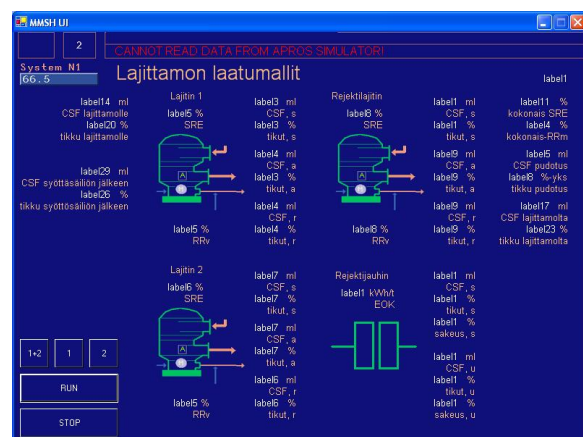 MMSH UI
2
CANNOT READ DATA FROM APROS SIMULATOR!
System N1
66.5
Lajittamon laatumallit
label1
label14 ml
CSF lajittamolle
label20 %
tikku lajittamolle
label29 ml
CSF syöttäsäiliön jälkeen
label26 %
tikku syöttösäiliön jälkeen
Lajitin 1
label5 %
SRE
A
M
label5 %
RRv
label3 ml
CSF, s
label3 %
tikut, s
label4 ml
CSF, a
label3 %
tikut, a
label4 ml
CSF, r
label4 %
tikut, r
Rejektilajitin
label8 %
SRE
A
M
label8 %
RRv
label1 ml
CSF, s
label1 %
tikut, s
label9 ml
CSF, a
label9 %
tikut, a
label9 ml
CSF, r
label9 %
tikut, r
label11 %
kokonais SRE
label4 %
kokonais-RRm
label5 ml
CSF pudotus
label8 %-yks
tikku pudotus
label17 ml
CSF lajittamolta
label23 %
tikku lajittamolta
Lajitin 2
label6 %
SRE
A
M
label5 %
RRv
label7 ml
CSF, s
label7 %
tikut, s
label7 ml
CSF, a
label7 %
tikut, a
label6 ml
CSF, r
label6 %
tikut, r
Rejektijauhin
label1 kWh/t
EOK
label1 ml
CSF, s
label1 %
tikut, s
label1 %
sakeus, s
label1 ml
CSF, u
label1 %
tikut, u
label1 %
sakeus, u
1+2
1
2
RUN
STOP